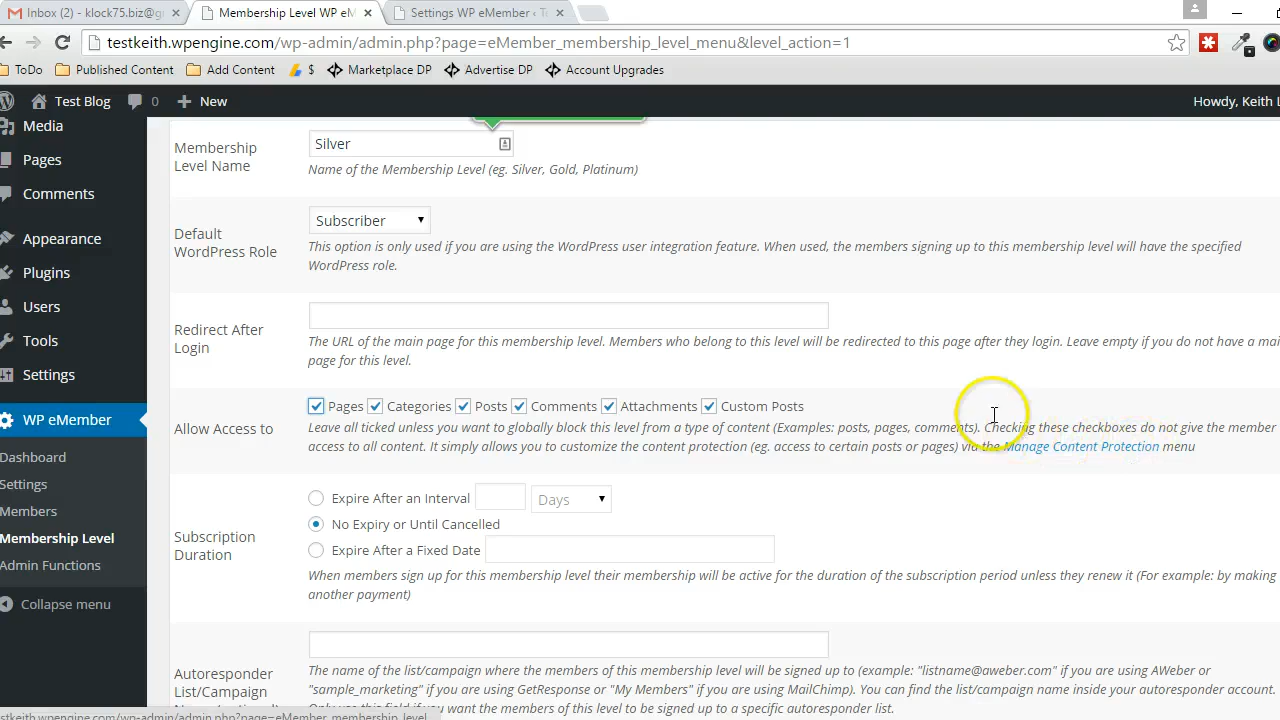 Inbox (2) - klock75.biz@g
Membership Level WP eM
Settings WP eMember ‹ T
testkeith.wpengine.com/wp-admin/admin.php?page=eMember_membership_level_menu&level_action=1
ToDo Published Content Add Content $ Marketplace DP Advertise DP Account Upgrades
Test Blog 0 New Howdy, Keith L
Media
Pages
Comments
Appearance
Plugins
Users
Tools
Settings
WP eMember
Dashboard
Settings
Members
Membership Level
Admin Functions
Collapse menu
Membership
Level Name
Silver
Name of the Membership Level (eg. Silver, Gold, Platinum)
Default
WordPress Role
Subscriber
This option is only used if you are using the WordPress user integration feature. When used, the members signing up to this membership level will have the specified
WordPress role.
Redirect After
Login
The URL of the main page for this membership level. Members who belong to this level will be redirected to this page after they login. Leave empty if you do not have a mai
page for this level.
Allow Access to
Pages Categories Posts Comments Attachments Custom Posts
Leave all ticked unless you want to globally block this level from a type of content (Examples: posts, pages, comments). Checking these checkboxes do not give the member
access to all content. It simply allows you to customize the content protection (eg. access to certain posts or pages) via the Manage Content Protection menu
Subscription
Duration
Expire After an Interval Days
No Expiry or Until Cancelled
Expire After a Fixed Date
When members sign up for this membership level their membership will be active for the duration of the subscription period unless they renew it (For example: by making
another payment)
Autoresponder
List/Campaign
The name of the list/campaign where the members of this membership level will be signed up to (example: "listname@aweber.com" if you are using AWeber or
"sample_marketing" if you are using GetResponse or "My Members" if you are using MailChimp). You can find the list/campaign name inside your autoresponder account.
Only use this field if you want the members of this level to be signed up to a specific autoresponder list.
testkeith.wpengine.com/wp-admin/admin.php?page=eMember_membership_level